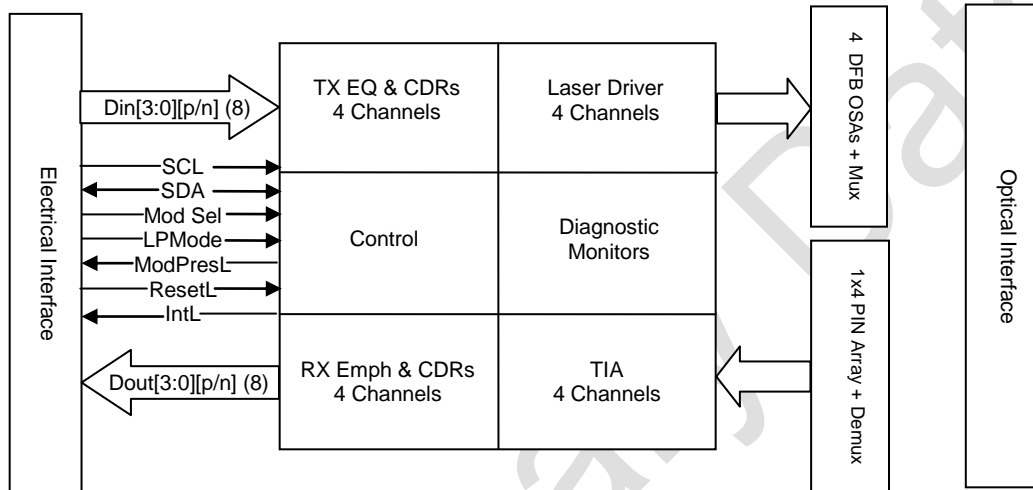 Electrical Interface
Din[3:0][p/n] (8)
SCL
SDA
Mod Sel
LPMode
ModPresL
ResetL
IntL
Dout[3:0][p/n] (8)
TX EQ & CDRs
4 Channels
Laser Driver
4 Channels
Control
Diagnostic
Monitors
RX Emph & CDRs
4 Channels
TIA
4 Channels
4 DFB OSAs + Mux
1x4 PIN Array + Demux
Optical Interface